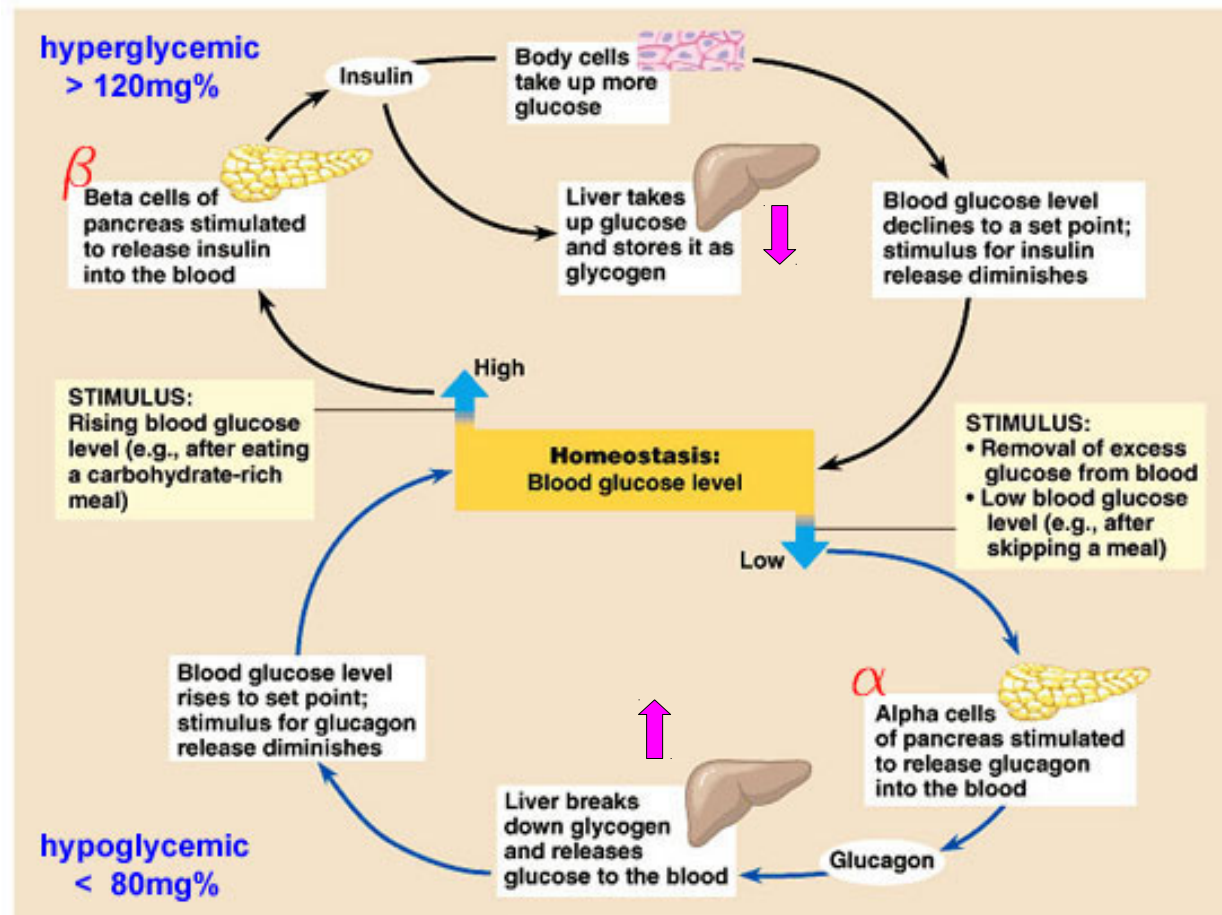 hyperglycemic
> 120mg%
Insulin
Body cells
take up more
glucose
β
Beta cells of
pancreas stimulated
to release insulin
into the blood
Liver takes
up glucose
and stores it as
glycogen
Blood glucose level
declines to a set point;
stimulus for insulin
release diminishes
High
STIMULUS:
Rising blood glucose
level (e.g., after eating
a carbohydrate-rich
meal)
Homeostasis:
Blood glucose level
STIMULUS:
• Removal of excess
glucose from blood
• Low blood glucose
level (e.g., after
skipping a meal)
Low
Blood glucose level
rises to set point;
stimulus for glucagon
release diminishes
α
Alpha cells
of pancreas stimulated
to release glucagon
into the blood
Liver breaks
down glycogen
and releases
glucose to the blood
Glucagon
hypoglycemic
< 80mg%